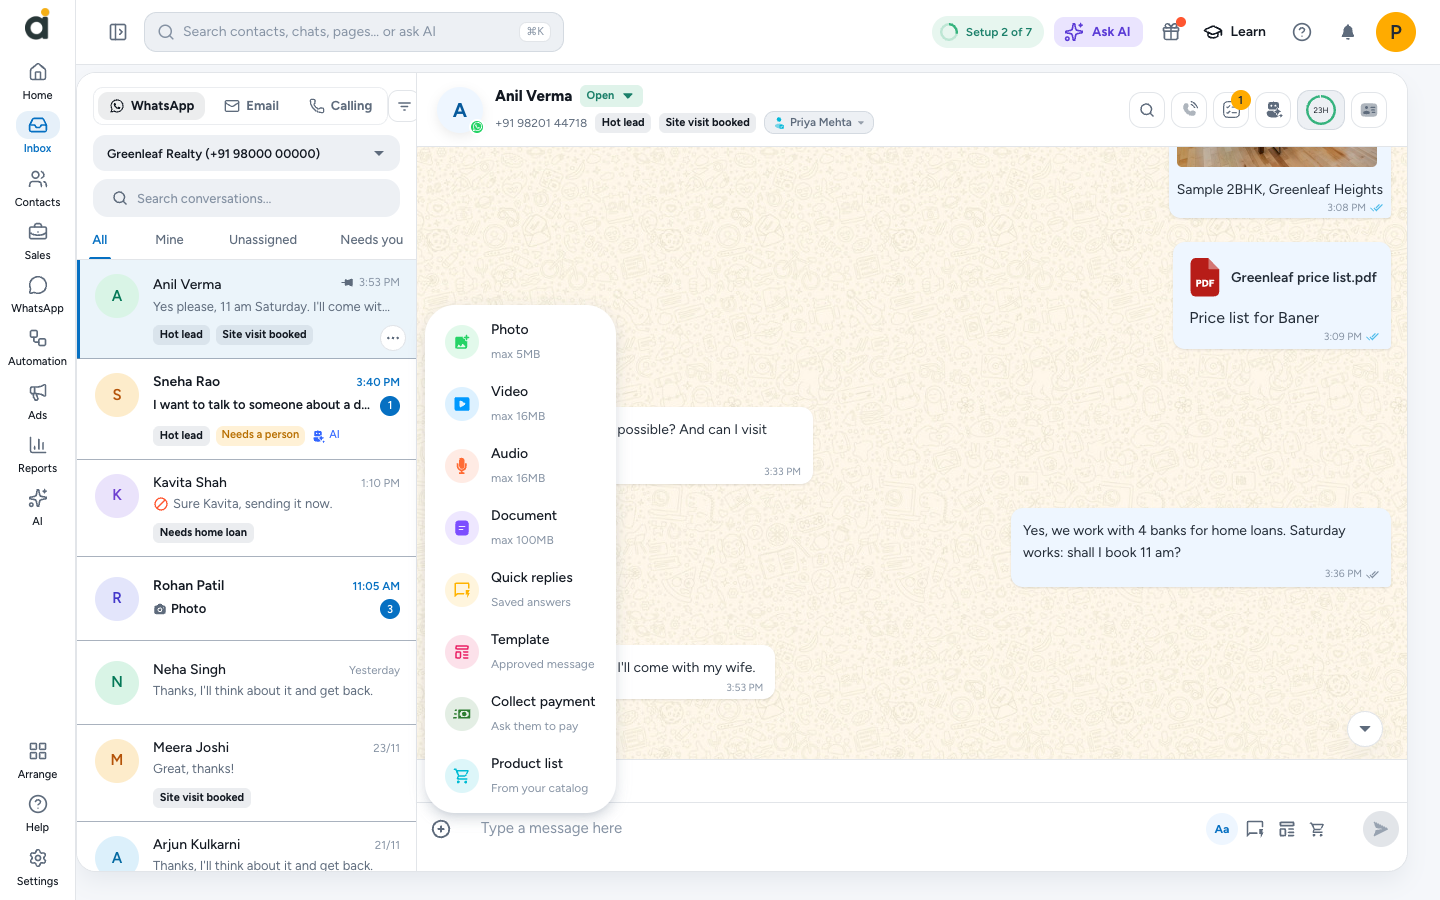 Search contacts, chats, pages... or ask AI
⌘K
Setup 2 of 7
Ask AI
Learn
P
Home
Inbox
Contacts
Sales
WhatsApp
Automation
Ads
Reports
AI
Arrange
Help
Settings
WhatsApp
Email
Calling
Greenleaf Realty (+91 98000 00000)
Search conversations...
All
Mine
Unassigned
Needs you
A
Anil Verma
3:53 PM
Yes please, 11 am Saturday. I'll come wit...
Hot lead
Site visit booked
S
Sneha Rao
3:40 PM
I want to talk to someone about a d...
1
Hot lead
Needs a person
AI
K
Kavita Shah
1:10 PM
Sure Kavita, sending it now.
Needs home loan
R
Rohan Patil
11:05 AM
Photo
3
N
Neha Singh
Yesterday
Thanks, I'll think about it and get back.
M
Meera Joshi
23/11
Great, thanks!
Site visit booked
A
Arjun Kulkarni
21/11
Thanks, I'll think about it and get back.
A
Anil Verma
Open
+91 98201 44718
Hot lead
Site visit booked
Priya Mehta
1
23H
Sample 2BHK, Greenleaf Heights
3:08 PM
PDF
Greenleaf price list.pdf
Price list for Baner
3:09 PM
possible? And can I visit
3:33 PM
Yes, we work with 4 banks for home loans. Saturday
works: shall I book 11 am?
3:36 PM
I'll come with my wife.
3:53 PM
Photo
max 5MB
Video
max 16MB
Audio
max 16MB
Document
max 100MB
Quick replies
Saved answers
Template
Approved message
Collect payment
Ask them to pay
Product list
From your catalog
Type a message here
Aa